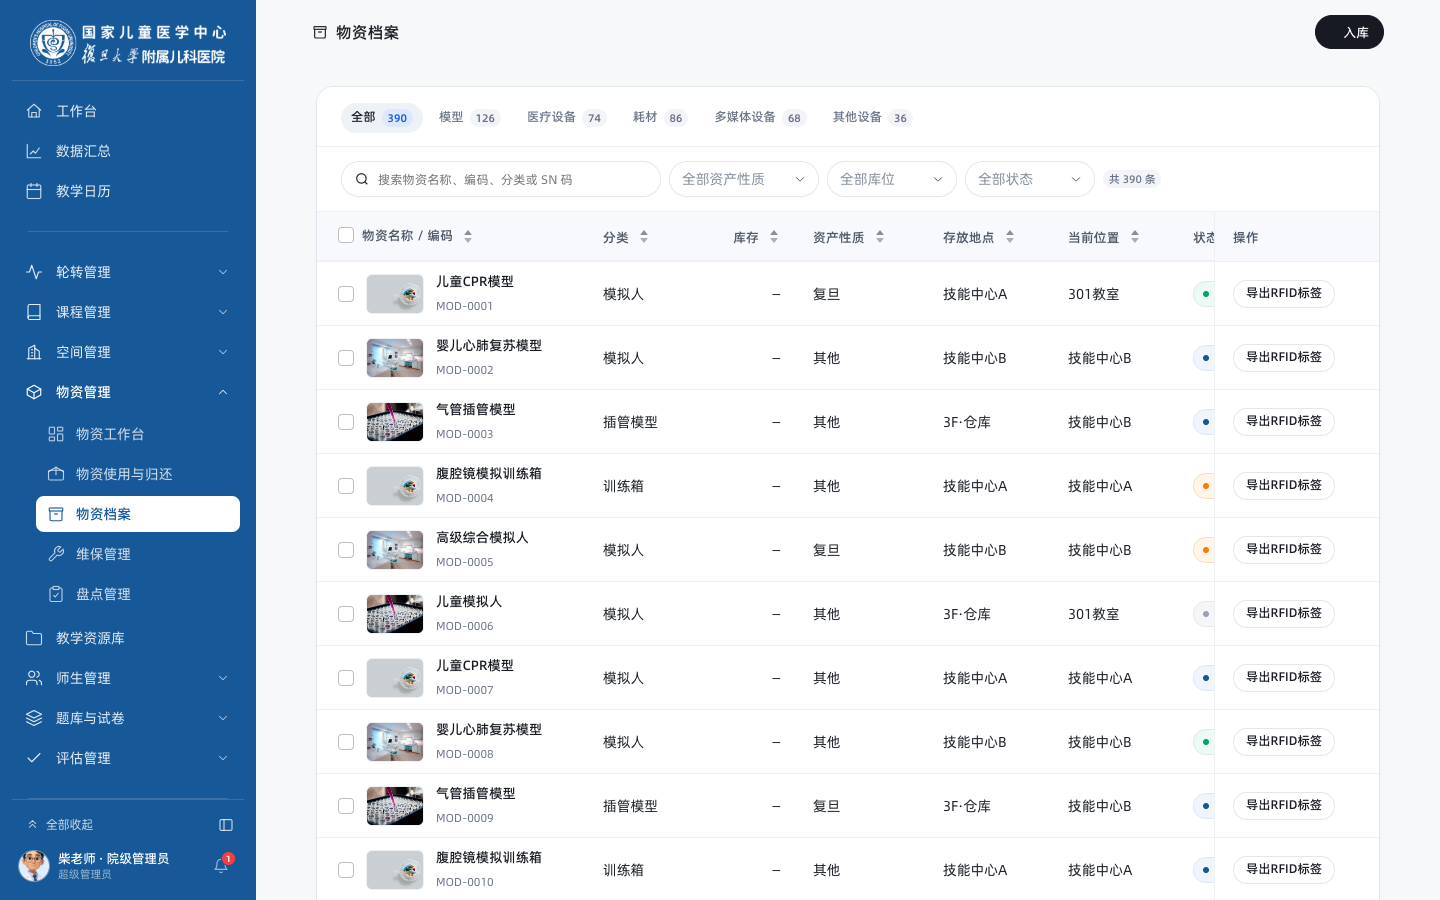 国家儿童医学中心
復旦大学附属儿科医院
工作台
数据汇总
教学日历
轮转管理
课程管理
空间管理
物资管理
物资工作台
物资使用与归还
物资档案
维保管理
盘点管理
教学资源库
师生管理
题库与试卷
评估管理
全部收起
柴老师 · 院级管理员
超级管理员
1
物资档案
入库
全部 390 模型 126 医疗设备 74 耗材 86 多媒体设备 68 其他设备 36
搜索物资名称、编码、分类或 SN 码 全部资产性质 全部库位 全部状态 共 390 条
物资名称 / 编码 分类 库存 资产性质 存放地点 当前位置 状态 操作
儿童CPR模型
MOD-0001
模拟人 – 复旦 技能中心A 301教室 导出RFID标签
婴儿心肺复苏模型
MOD-0002
模拟人 – 其他 技能中心B 技能中心B 导出RFID标签
气管插管模型
MOD-0003
插管模型 – 其他 3F·仓库 技能中心B 导出RFID标签
腹腔镜模拟训练箱
MOD-0004
训练箱 – 其他 技能中心A 技能中心A 导出RFID标签
高级综合模拟人
MOD-0005
模拟人 – 复旦 技能中心B 技能中心B 导出RFID标签
儿童模拟人
MOD-0006
模拟人 – 其他 3F·仓库 301教室 导出RFID标签
儿童CPR模型
MOD-0007
模拟人 – 其他 技能中心A 技能中心A 导出RFID标签
婴儿心肺复苏模型
MOD-0008
模拟人 – 其他 技能中心B 技能中心B 导出RFID标签
气管插管模型
MOD-0009
插管模型 – 复旦 3F·仓库 技能中心B 导出RFID标签
腹腔镜模拟训练箱
MOD-0010
训练箱 – 其他 技能中心A 技能中心A 导出RFID标签